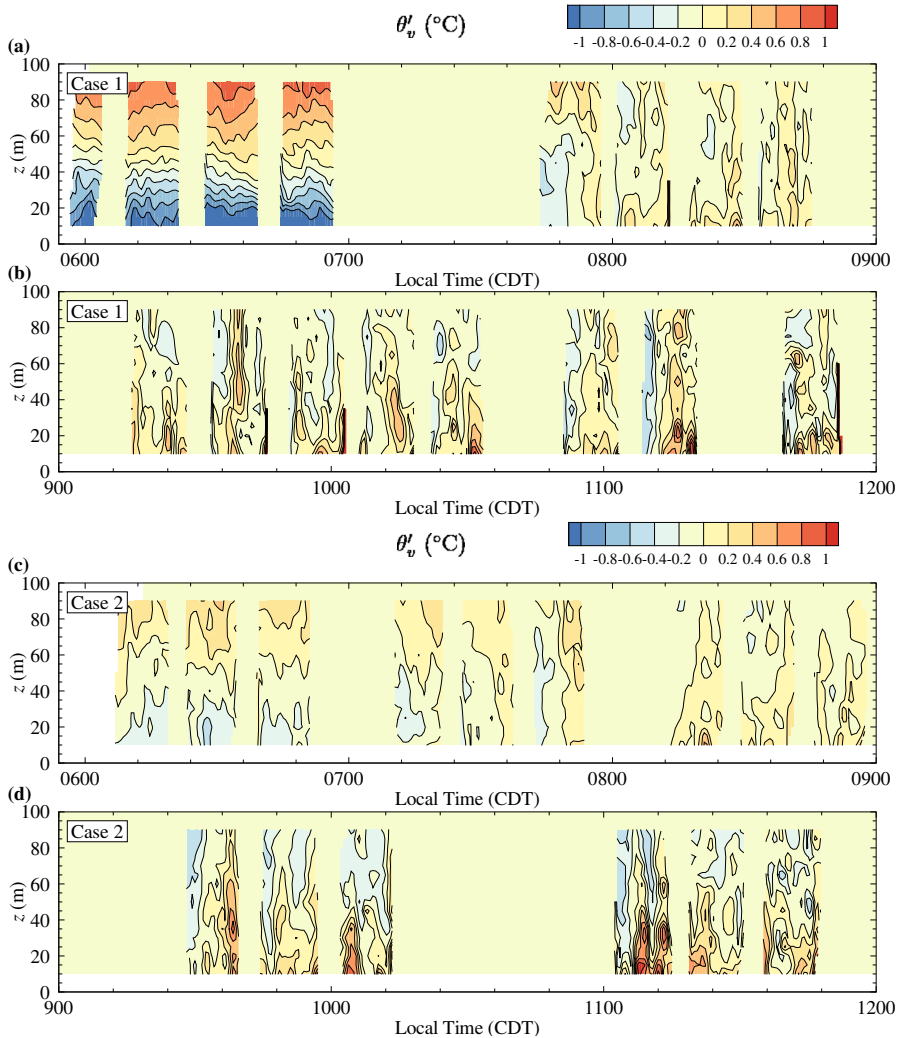 θ′v (°C)
-1 -0.8 -0.6 -0.4 -0.2 0 0.2 0.4 0.6 0.8 1
(a)
Case 1
100
80
60
40
20
0
z (m)
0600 0700 0800 0900
Local Time (CDT)
(b)
Case 1
100
80
60
40
20
0
z (m)
900 1000 1100 1200
Local Time (CDT)
θ′v (°C)
-1 -0.8 -0.6 -0.4 -0.2 0 0.2 0.4 0.6 0.8 1
(c)
Case 2
100
80
60
40
20
0
z (m)
0600 0700 0800 0900
Local Time (CDT)
(d)
Case 2
100
80
60
40
20
0
z (m)
900 1000 1100 1200
Local Time (CDT)